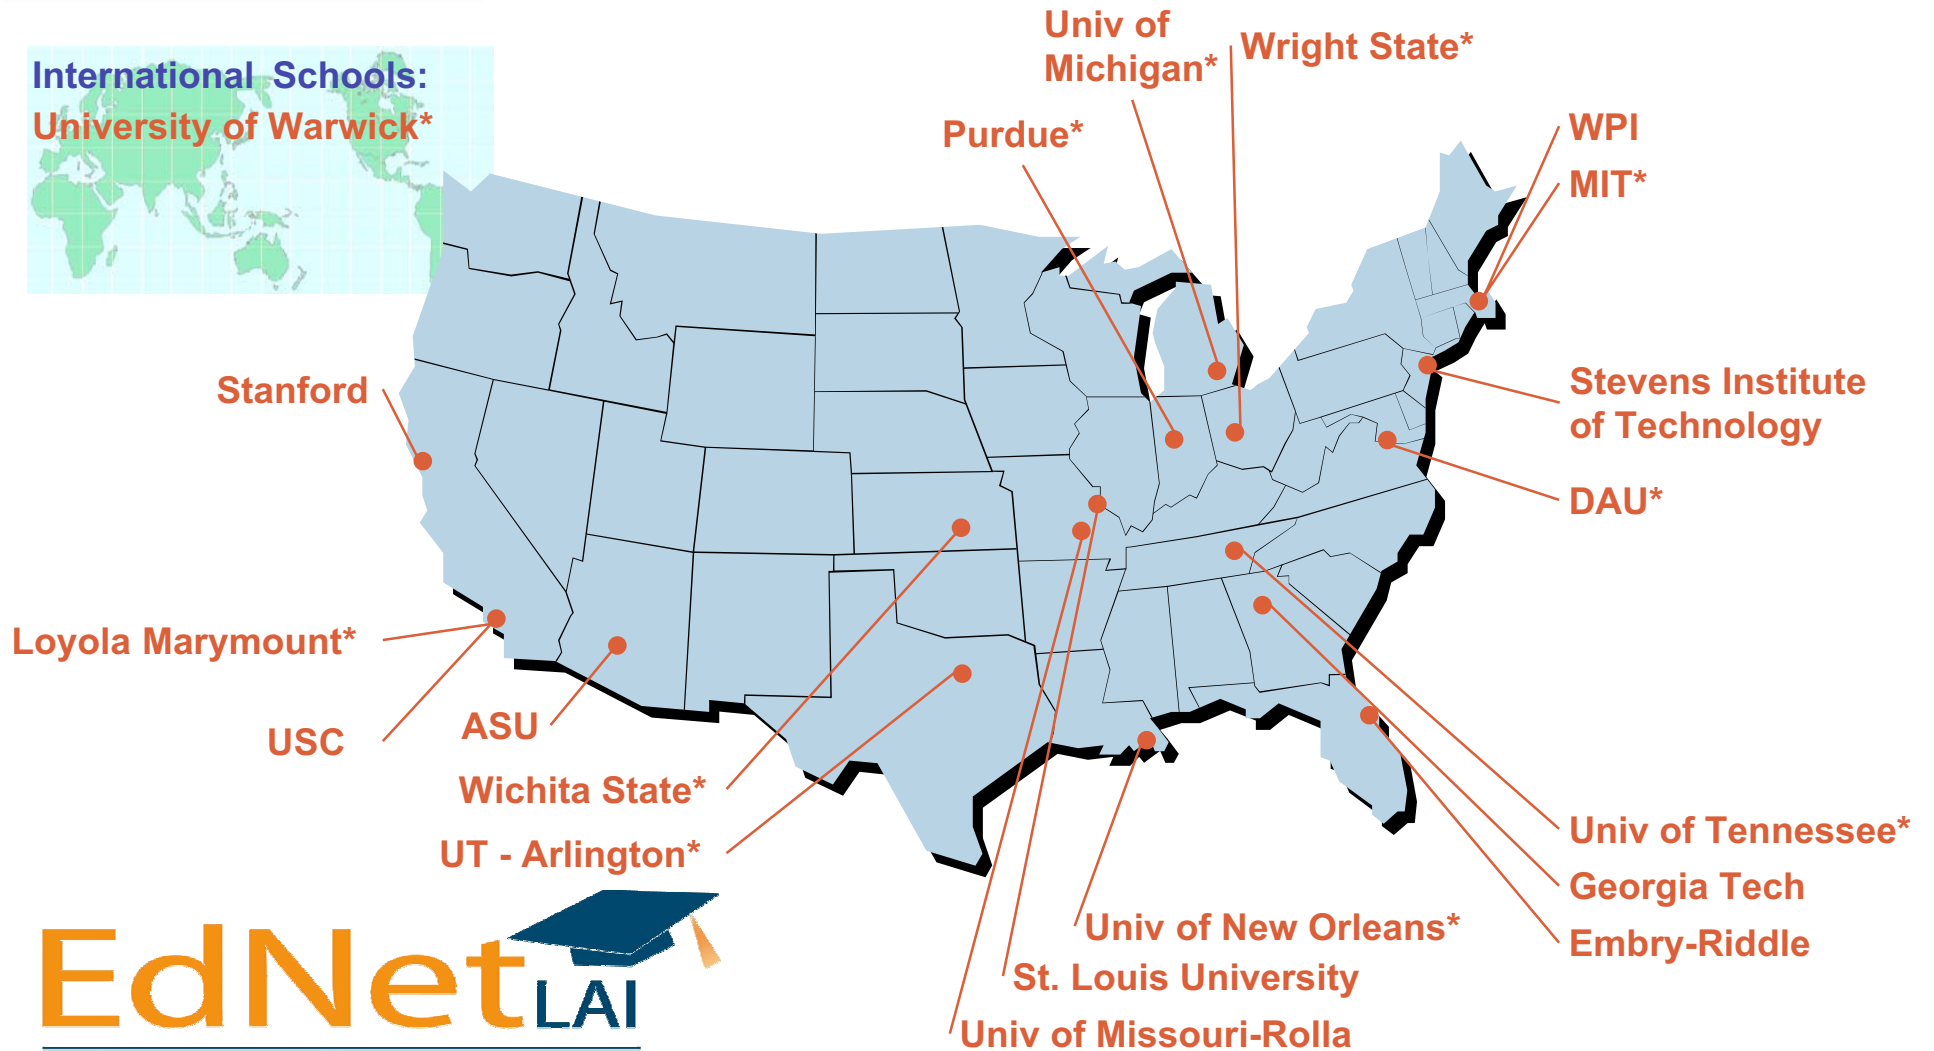 International Schools:
University of Warwick*
Univ of
Michigan*
Wright State*
Purdue*
WPI
MIT*
Stanford
Stevens Institute
of Technology
DAU*
Loyola Marymount*
USC
ASU
Wichita State*
UT - Arlington*
Univ of Tennessee*
Georgia Tech
Embry-Riddle
Univ of New Orleans*
St. Louis University
Univ of Missouri-Rolla
EdNet
LAI